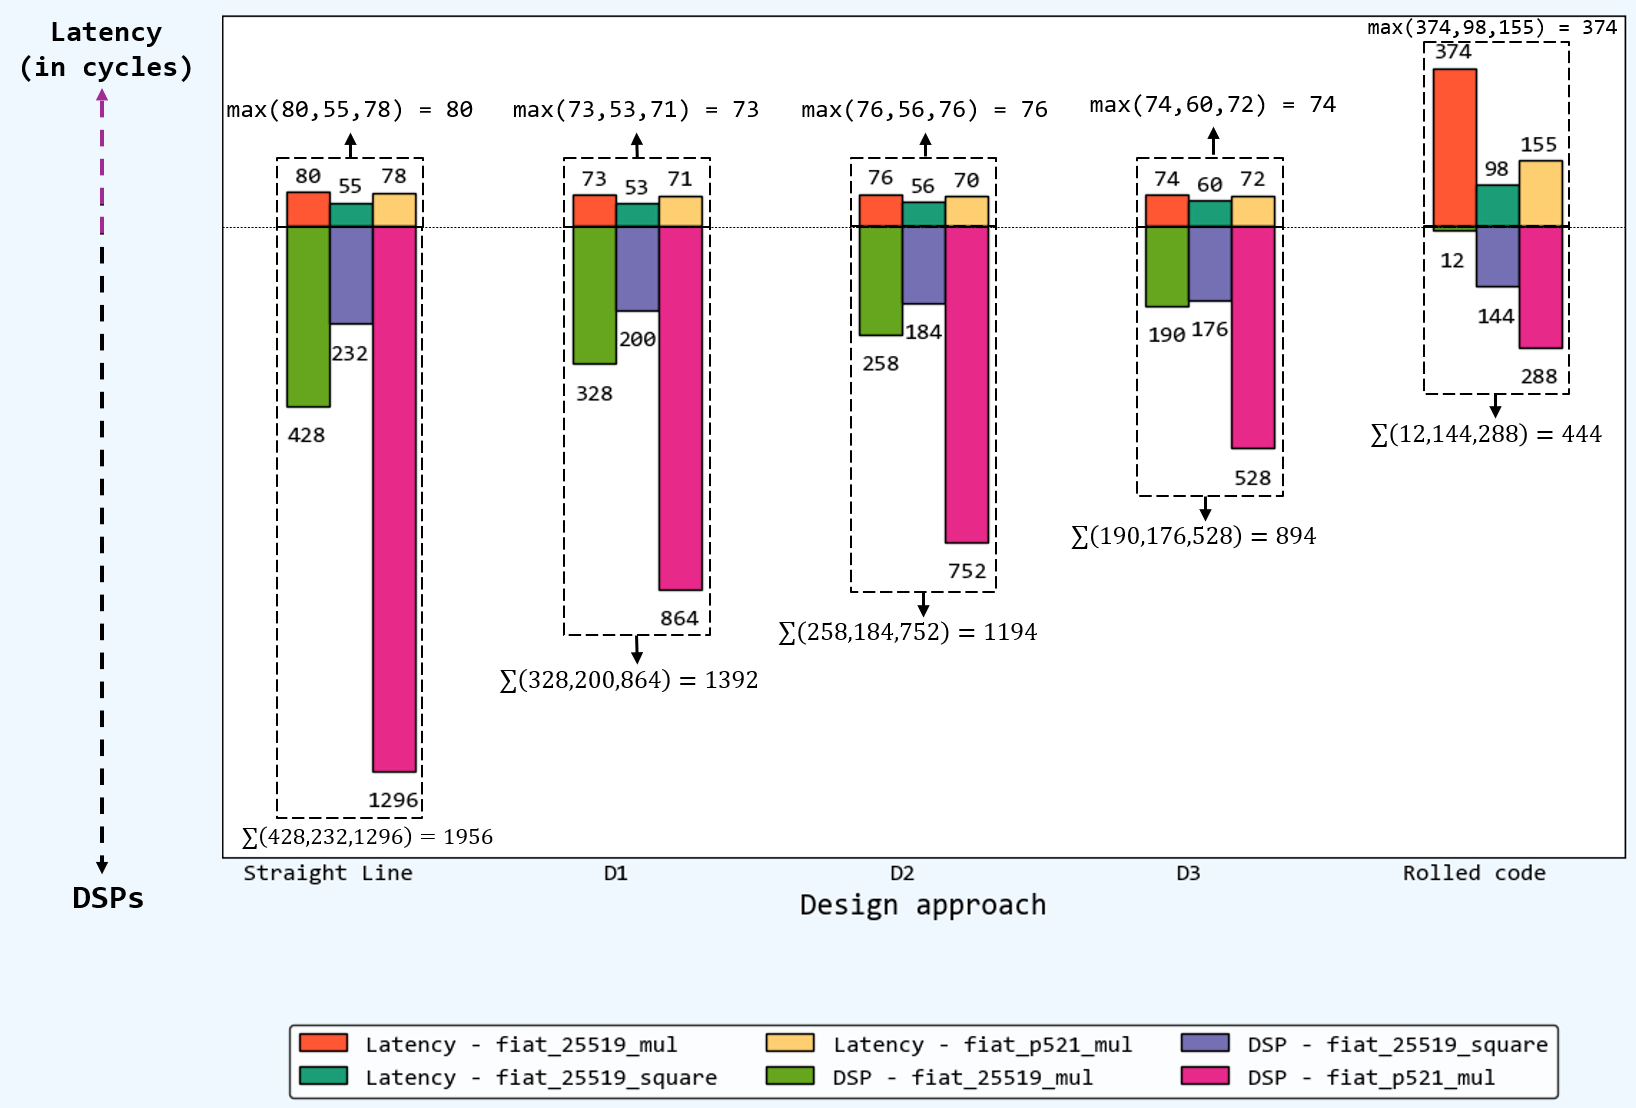 Latency
(in cycles)
DSPs
max(80,55,78) = 80
80
55
78
428
232
1296
∑(428,232,1296) = 1956
max(73,53,71) = 73
73
53
71
328
200
864
∑(328,200,864) = 1392
max(76,56,76) = 76
76
56
70
258
184
752
∑(258,184,752) = 1194
max(74,60,72) = 74
74
60
72
190
176
528
∑(190,176,528) = 894
max(374,98,155) = 374
374
98
155
12
144
288
∑(12,144,288) = 444
Straight Line
D1
D2
D3
Rolled code
Design approach
Latency - fiat_25519_mul
Latency - fiat_25519_square
Latency - fiat_p521_mul
DSP - fiat_25519_mul
DSP - fiat_25519_square
DSP - fiat_p521_mul